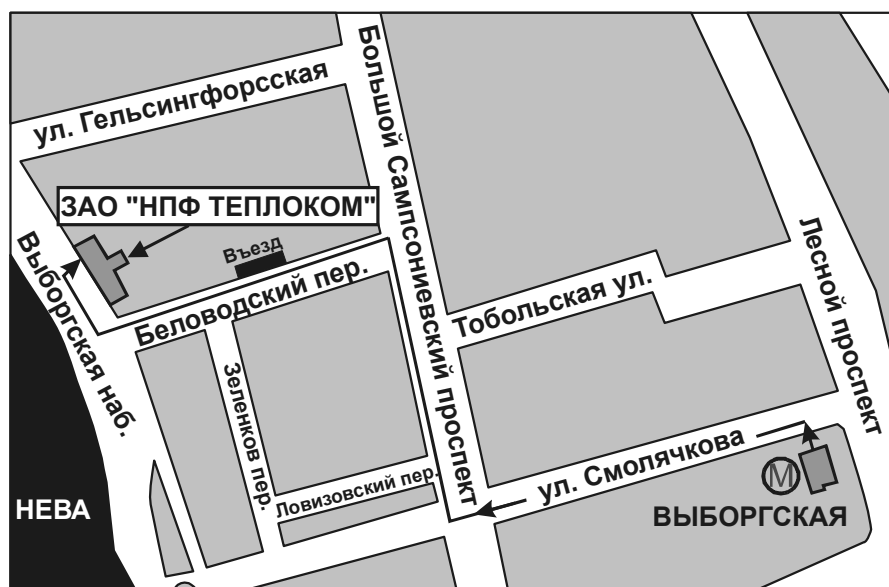 ул. Гельсингфорсская
Большой Сампсониевский проспект
ЗАО "НПФ ТЕПЛОКОМ"
Въезд
Беловодский пер.
Выборгская наб.
Лесной проспект
Тобольская ул.
Зеленков пер.
Ловизовский пер.
ул. Смолячкова
М
ВЫБОРГСКАЯ
НЕВА